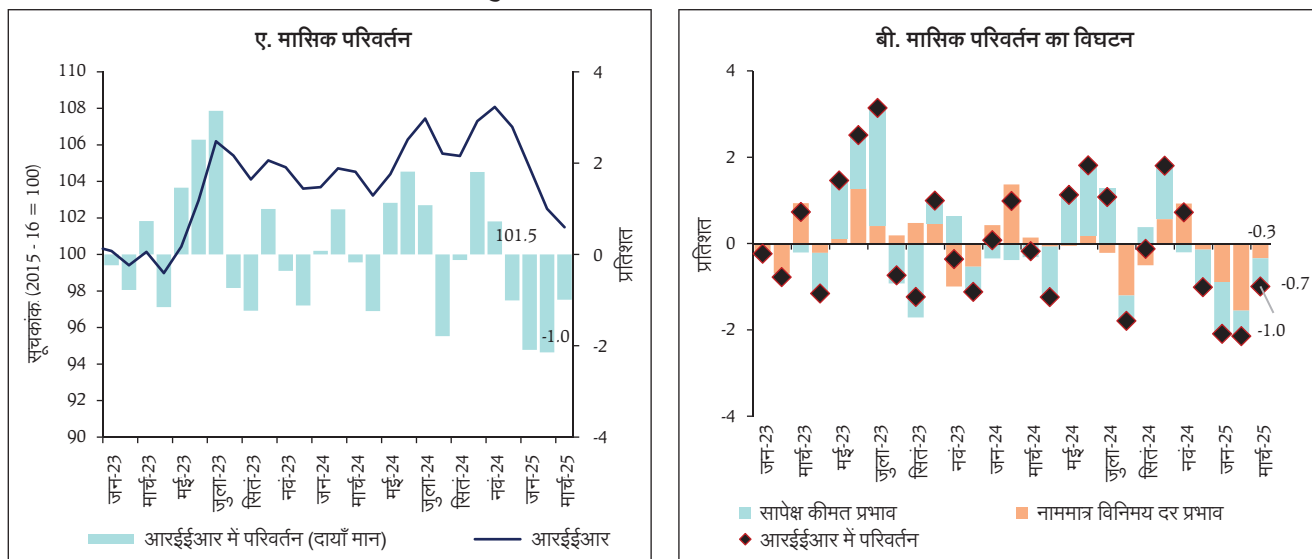 ए. मासिक परिवर्तन
सूचकांक (2015 - 16 = 100)
110
108
106
104
102
100
98
96
94
92
90
4
2
0
-2
-4
प्रतिशत
101.5
-1.0
जन-23
मार्च-23
मई-23
जुला-23
सितं-23
नवं-23
जन-24
मार्च-24
मई-24
जुला-24
सितं-24
नवं-24
जन-25
मार्च-25
आरईईआर में परिवर्तन (दायाँ मान)
आरईईआर
बी. मासिक परिवर्तन का विघटन
प्रतिशत
4
2
0
-2
-4
-0.3
-0.7
-1.0
जन-23
मार्च-23
मई-23
जुला-23
सितं-23
नवं-23
जन-24
मार्च-24
मई-24
जुला-24
सितं-24
नवं-24
जन-25
मार्च-25
सापेक्ष कीमत प्रभाव
नाममात्र विनिमय दर प्रभाव
आरईईआर में परिवर्तन